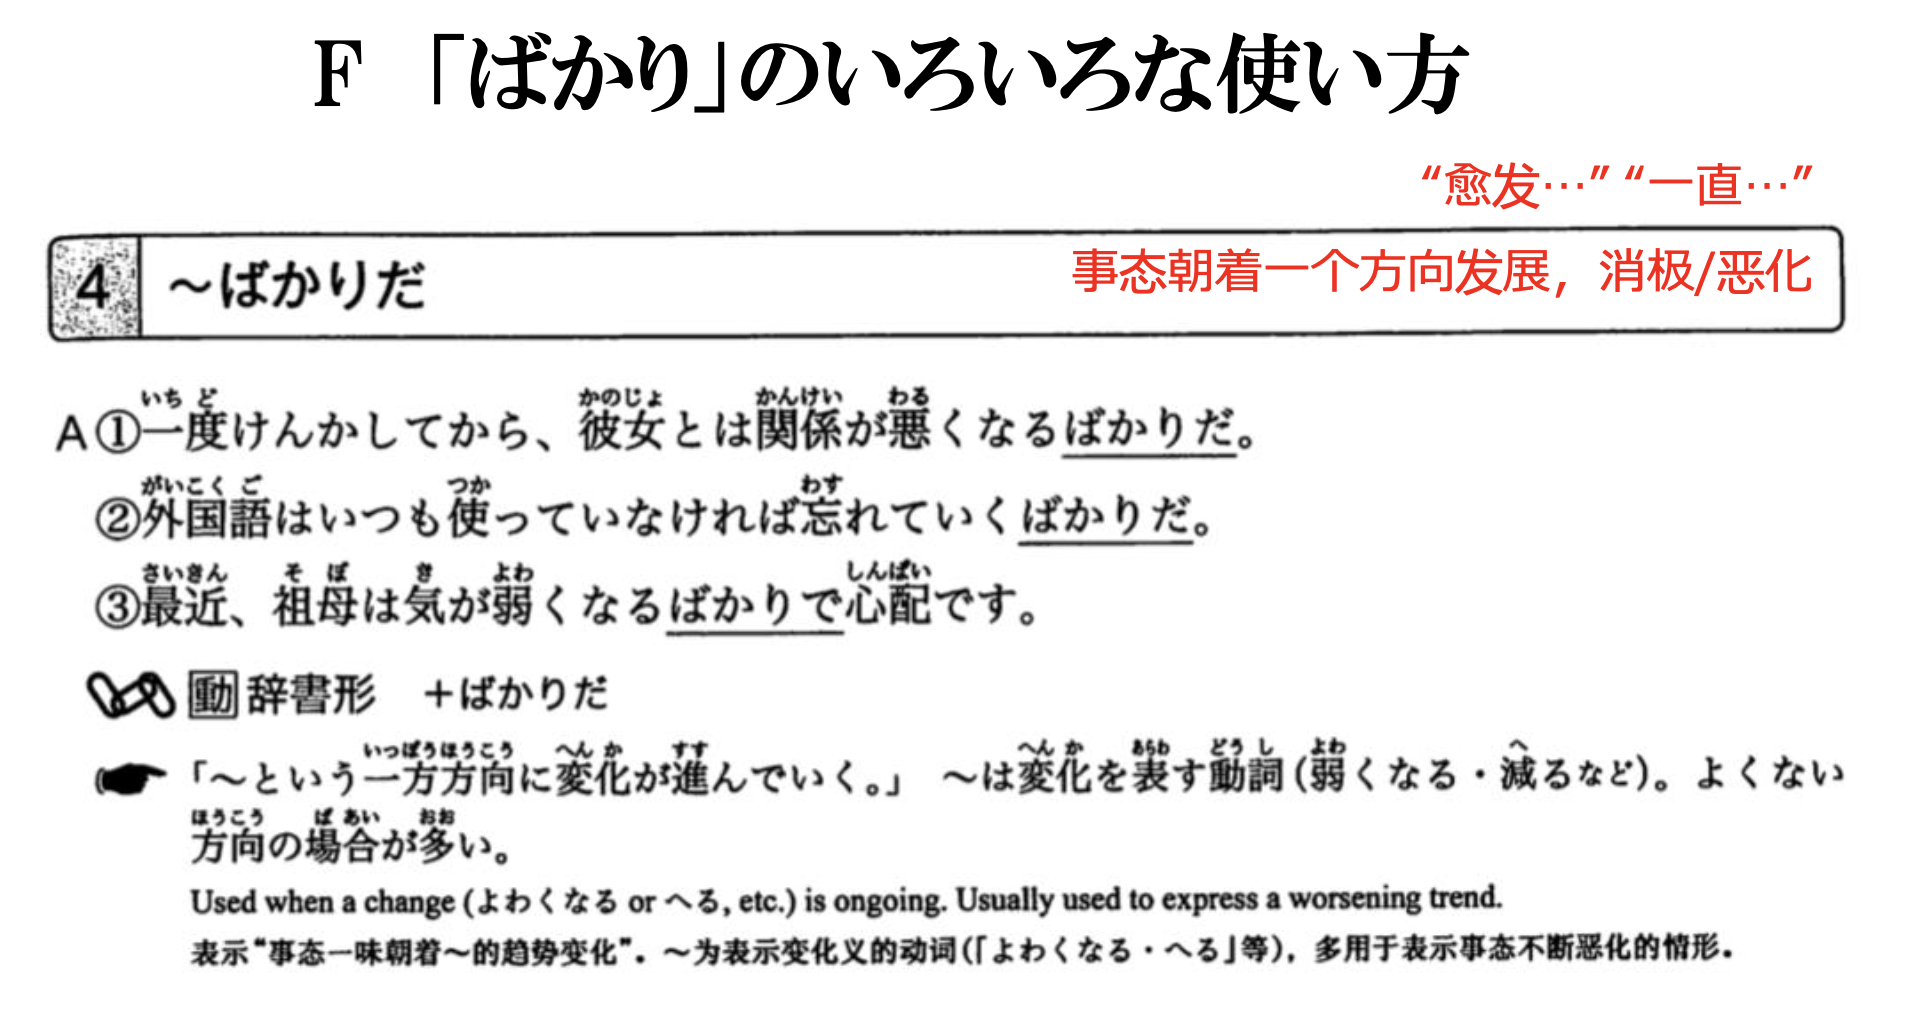 F 「ばかり」のいろいろな使い方
“愈发…” “一直…”
4 ～ばかりだ 事态朝着一个方向发展，消极/恶化
いち ど かのじょ かんけい わる
A①一度けんかしてから、彼女とは関係が悪くなるばかりだ。
がいこく ご つか わす
②外国語はいつも使っていなければ忘れていくばかりだ。
さいきん そ ぼ き よわ しんぱい
③最近、祖母は気が弱くなるばかりで心配です。
動辞書形 ＋ばかりだ
いっぽうほうこう へん か すす へん か あらわ どう し よわ へ
「～という一方方向に変化が進んでいく。」 ～は変化を表す動詞（弱くなる・減るなど）。よくない
ほうこう ば あい おお
方向の場合が多い。
Used when a change (よわくなる or へる, etc.) is ongoing. Usually used to express a worsening trend.
表示“事态一味朝着～的趋势变化”．～为表示变化义的动词（「よわくなる・へる」等），多用于表示事态不断恶化的情形．